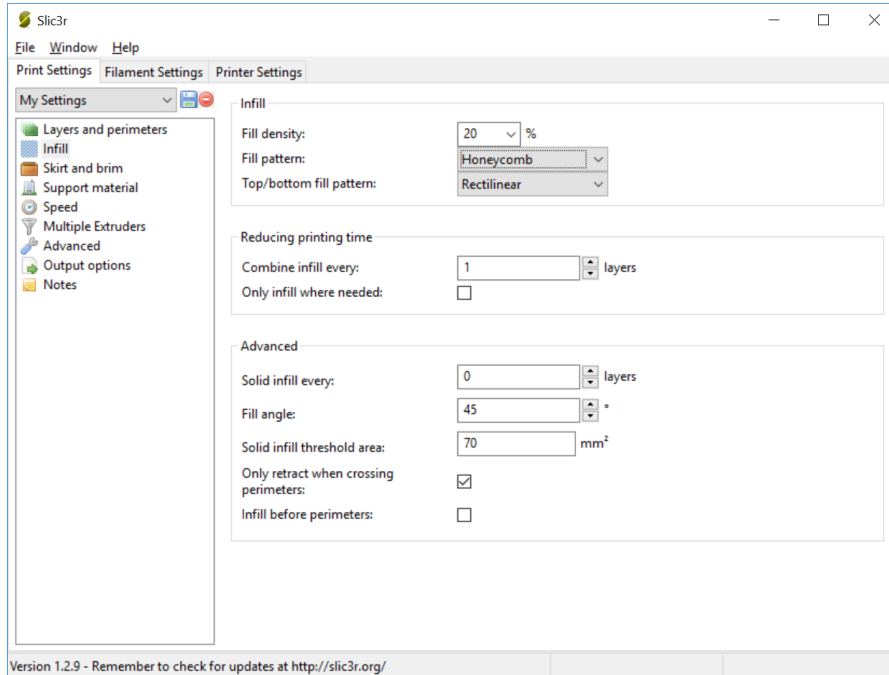 Slic3r
File Window Help
Print Settings Filament Settings Printer Settings
My Settings
Layers and perimeters
Infill
Skirt and brim
Support material
Speed
Multiple Extruders
Advanced
Output options
Notes
Infill
Fill density: 20 %
Fill pattern: Honeycomb
Top/bottom fill pattern: Rectilinear
Reducing printing time
Combine infill every: 1 layers
Only infill where needed:
Advanced
Solid infill every: 0 layers
Fill angle: 45 °
Solid infill threshold area: 70 mm²
Only retract when crossing
perimeters:
Infill before perimeters:
Version 1.2.9 - Remember to check for updates at http://slic3r.org/